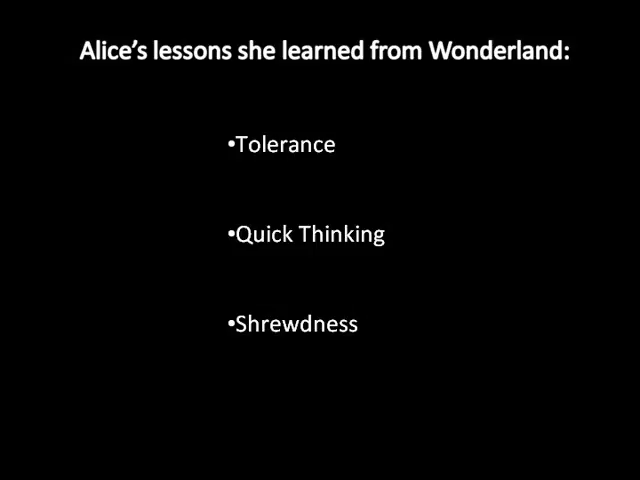 Alice’s lessons she learned from Wonderland:
•Tolerance
•Quick Thinking
•Shrewdness